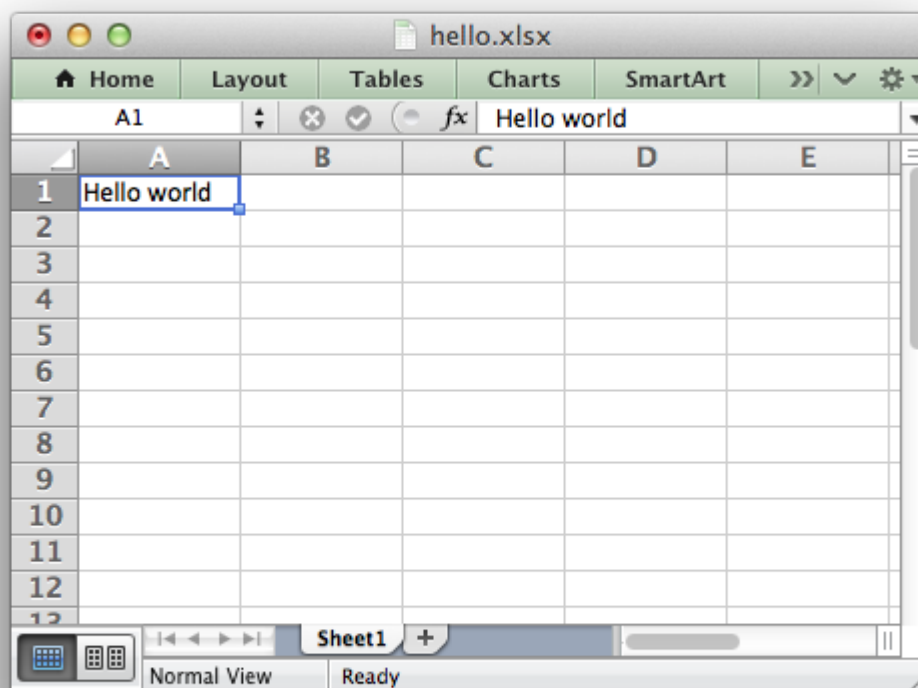 hello.xlsx
Home Layout Tables Charts SmartArt
A1 fx Hello world
A B C D E
1 Hello world
2
3
4
5
6
7
8
9
10
11
12
13
Sheet1 +
Normal View Ready